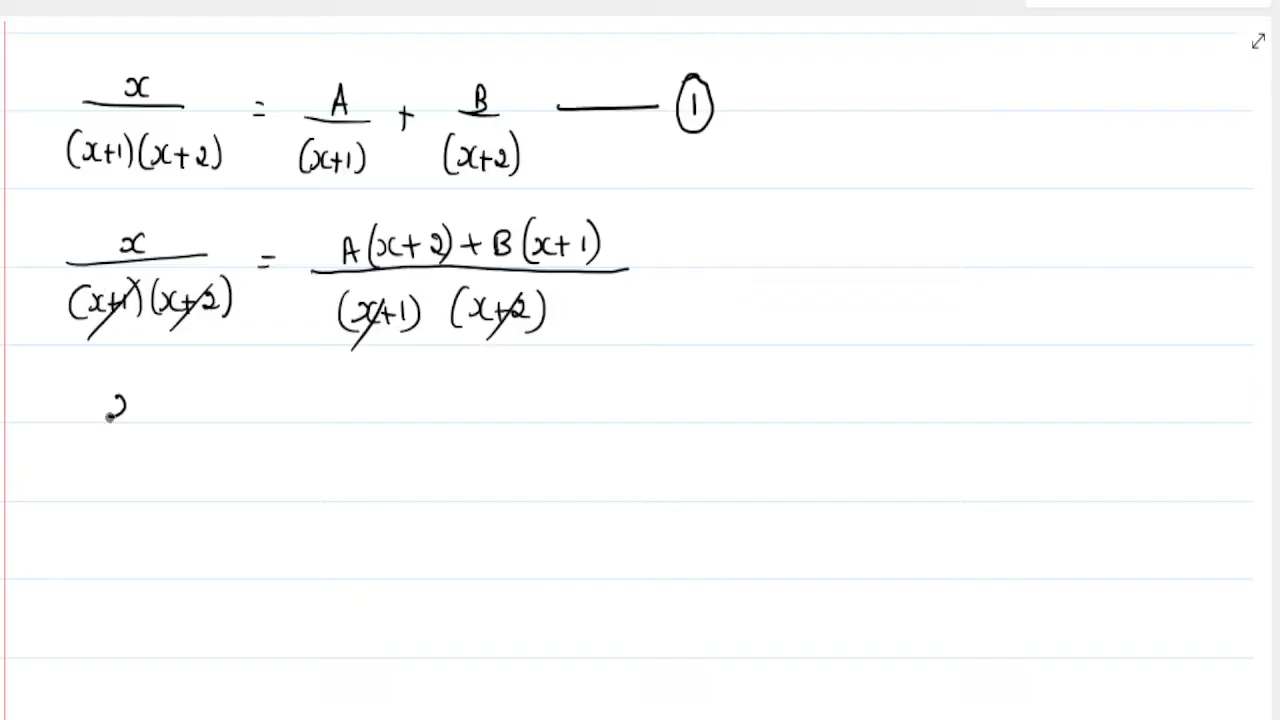 x/((x+1)(x+2)) = A/(x+1) + B/(x+2) —— ①
x/((x+1)(x+2)) = (A(x+2)+B(x+1))/((x+1) (x+2))